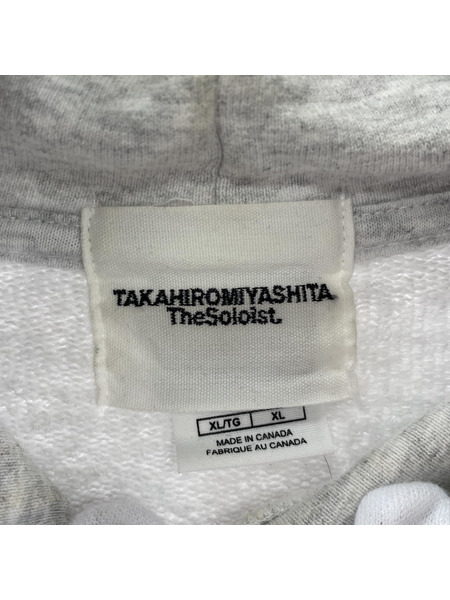 TAKAHIROMIYASHITA
TheSoloist.
XL/TG XL
MADE IN CANADA
FABRIQUE AU CANADA